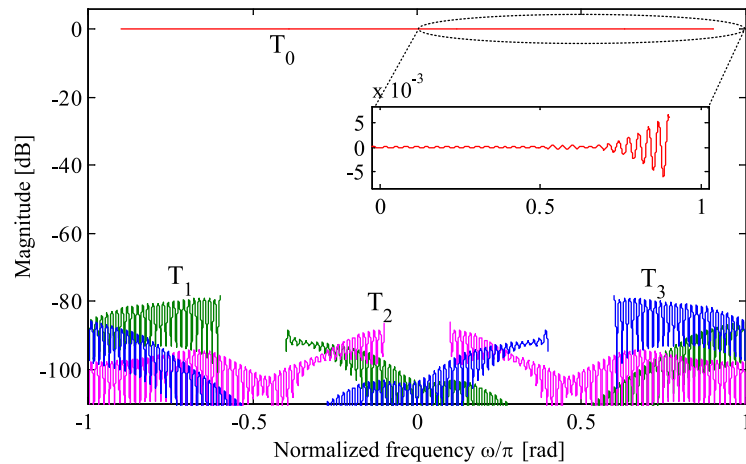 0
T0
x 10-3
5
0
-5
0
0.5
1
-20
-40
-60
-80
-100
Magnitude [dB]
T1
T2
T3
-1
-0.5
0
0.5
1
Normalized frequency ω/π [rad]